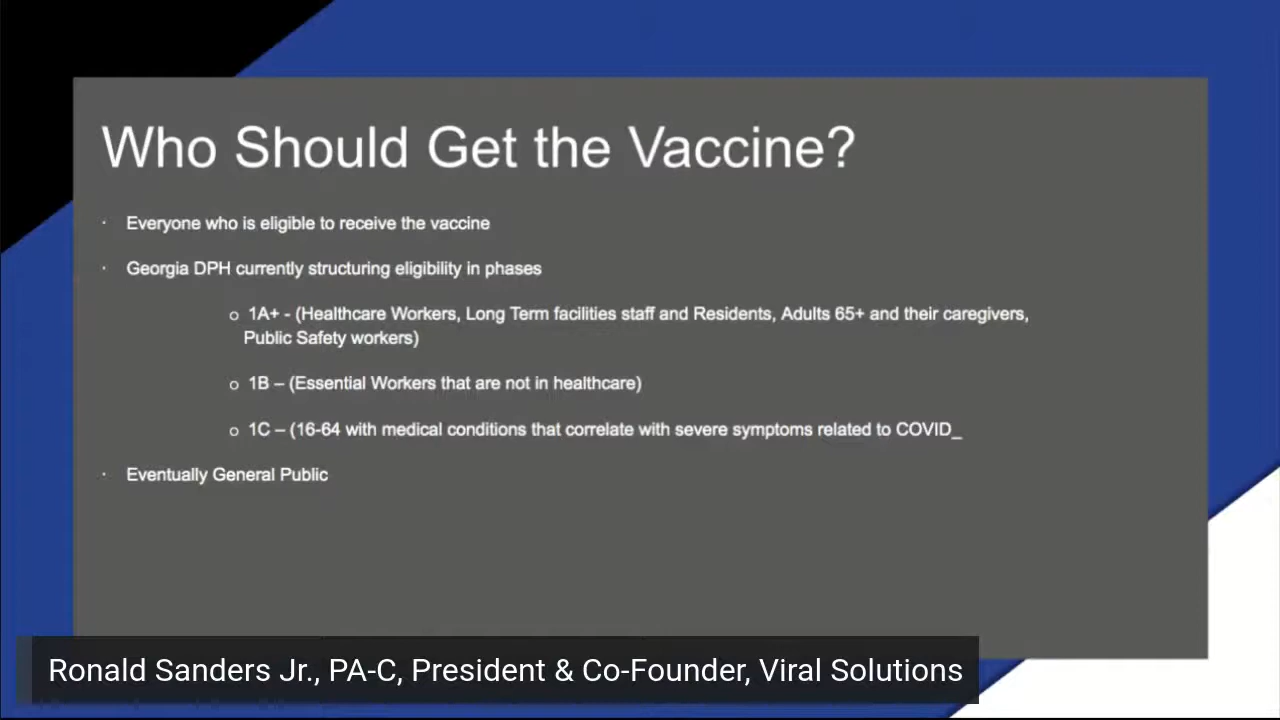 Who Should Get the Vaccine?
· Everyone who is eligible to receive the vaccine
· Georgia DPH currently structuring eligibility in phases
o 1A+ - (Healthcare Workers, Long Term facilities staff and Residents, Adults 65+ and their caregivers,
Public Safety workers)
o 1B – (Essential Workers that are not in healthcare)
o 1C – (16-64 with medical conditions that correlate with severe symptoms related to COVID_
· Eventually General Public
Ronald Sanders Jr., PA-C, President & Co-Founder, Viral Solutions